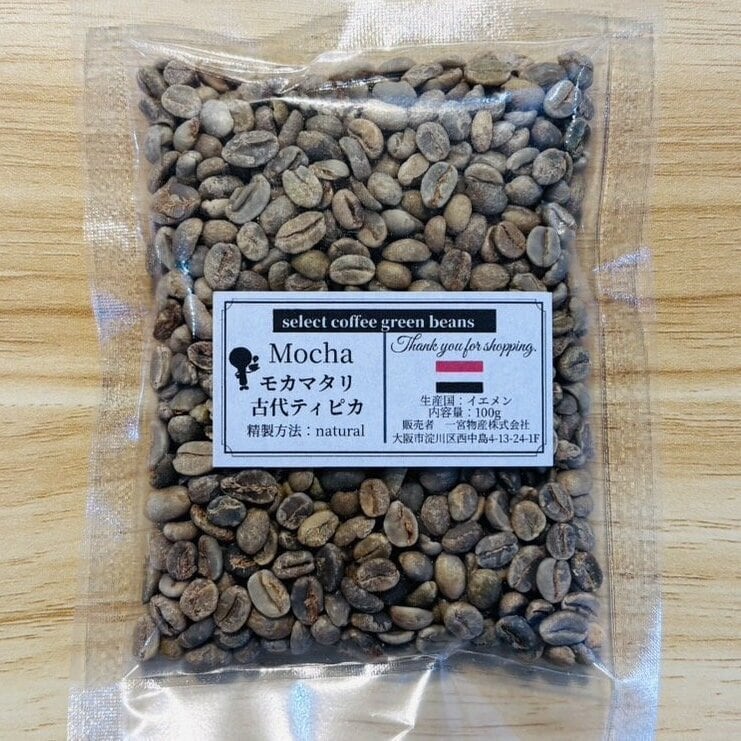 select coffee green beans
Mocha
モカマタリ
古代ティピカ
精製方法：natural
Thank you for shopping.
生産国：イエメン
内容量：100g
販売者　一宮物産株式会社
大阪市淀川区西中島4-13-24-1F